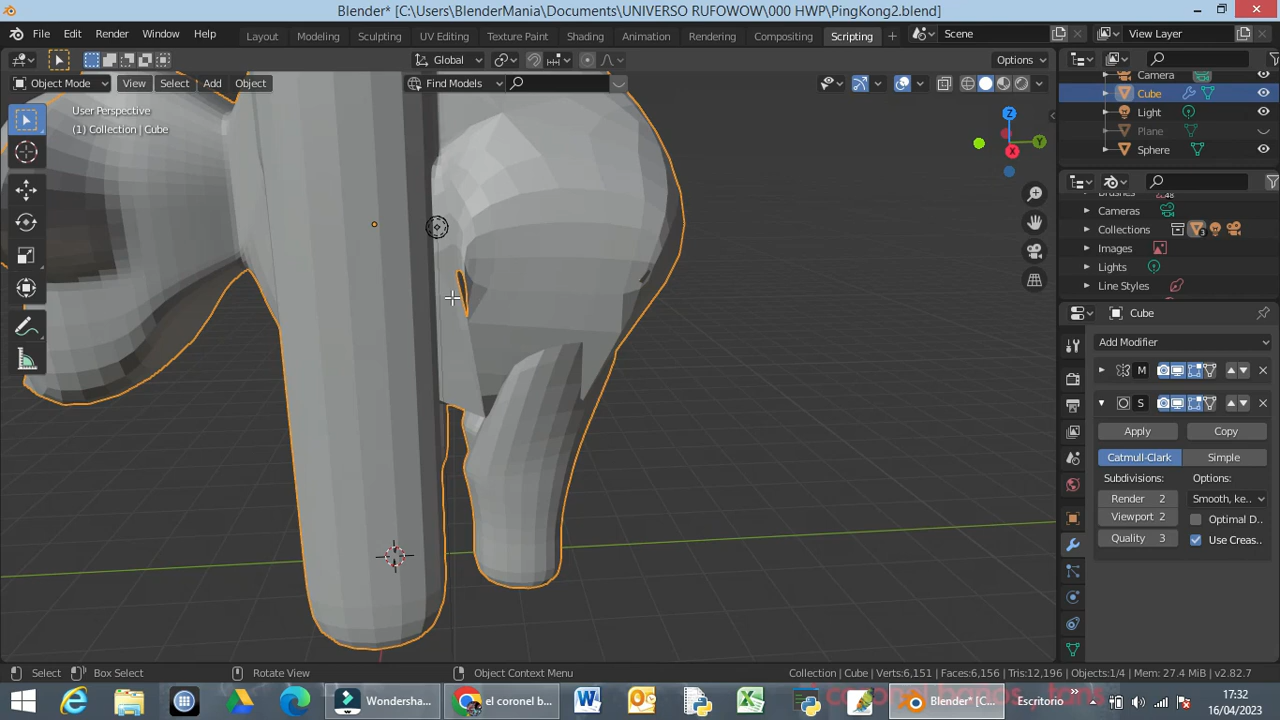 Blender* [C:\Users\BlenderMania\Documents\UNIVERSO RUFOWOW\000 HWP\PingKong2.blend]
File Edit Render Window Help
Layout Modeling Sculpting UV Editing Texture Paint Shading Animation Rendering Compositing Scripting + Scene View Layer
Global Options
Object Mode View Select Add Object Find Models
User Perspective
(1) Collection | Cube
Z
Y
X
Camera
Cube
Light
Plane
Sphere
Cameras
Collections
Images
Lights
Line Styles
Cube
Add Modifier
M
S
Apply Copy
Catmull-Clark Simple
Subdivisions: Options:
Render 2 Smooth, ke..
Viewport 2 Optimal D..
Quality 3 Use Creas..
Select Box Select Rotate View Object Context Menu Collection | Cube | Verts:6,151 | Faces:6,156 | Tris:12,196 | Objects:1/4 | Mem: 27.4 MiB | v2.82.7
Wondersha... el coronel b... Blender* [C:... Escritorio »
17:32
16/04/2023